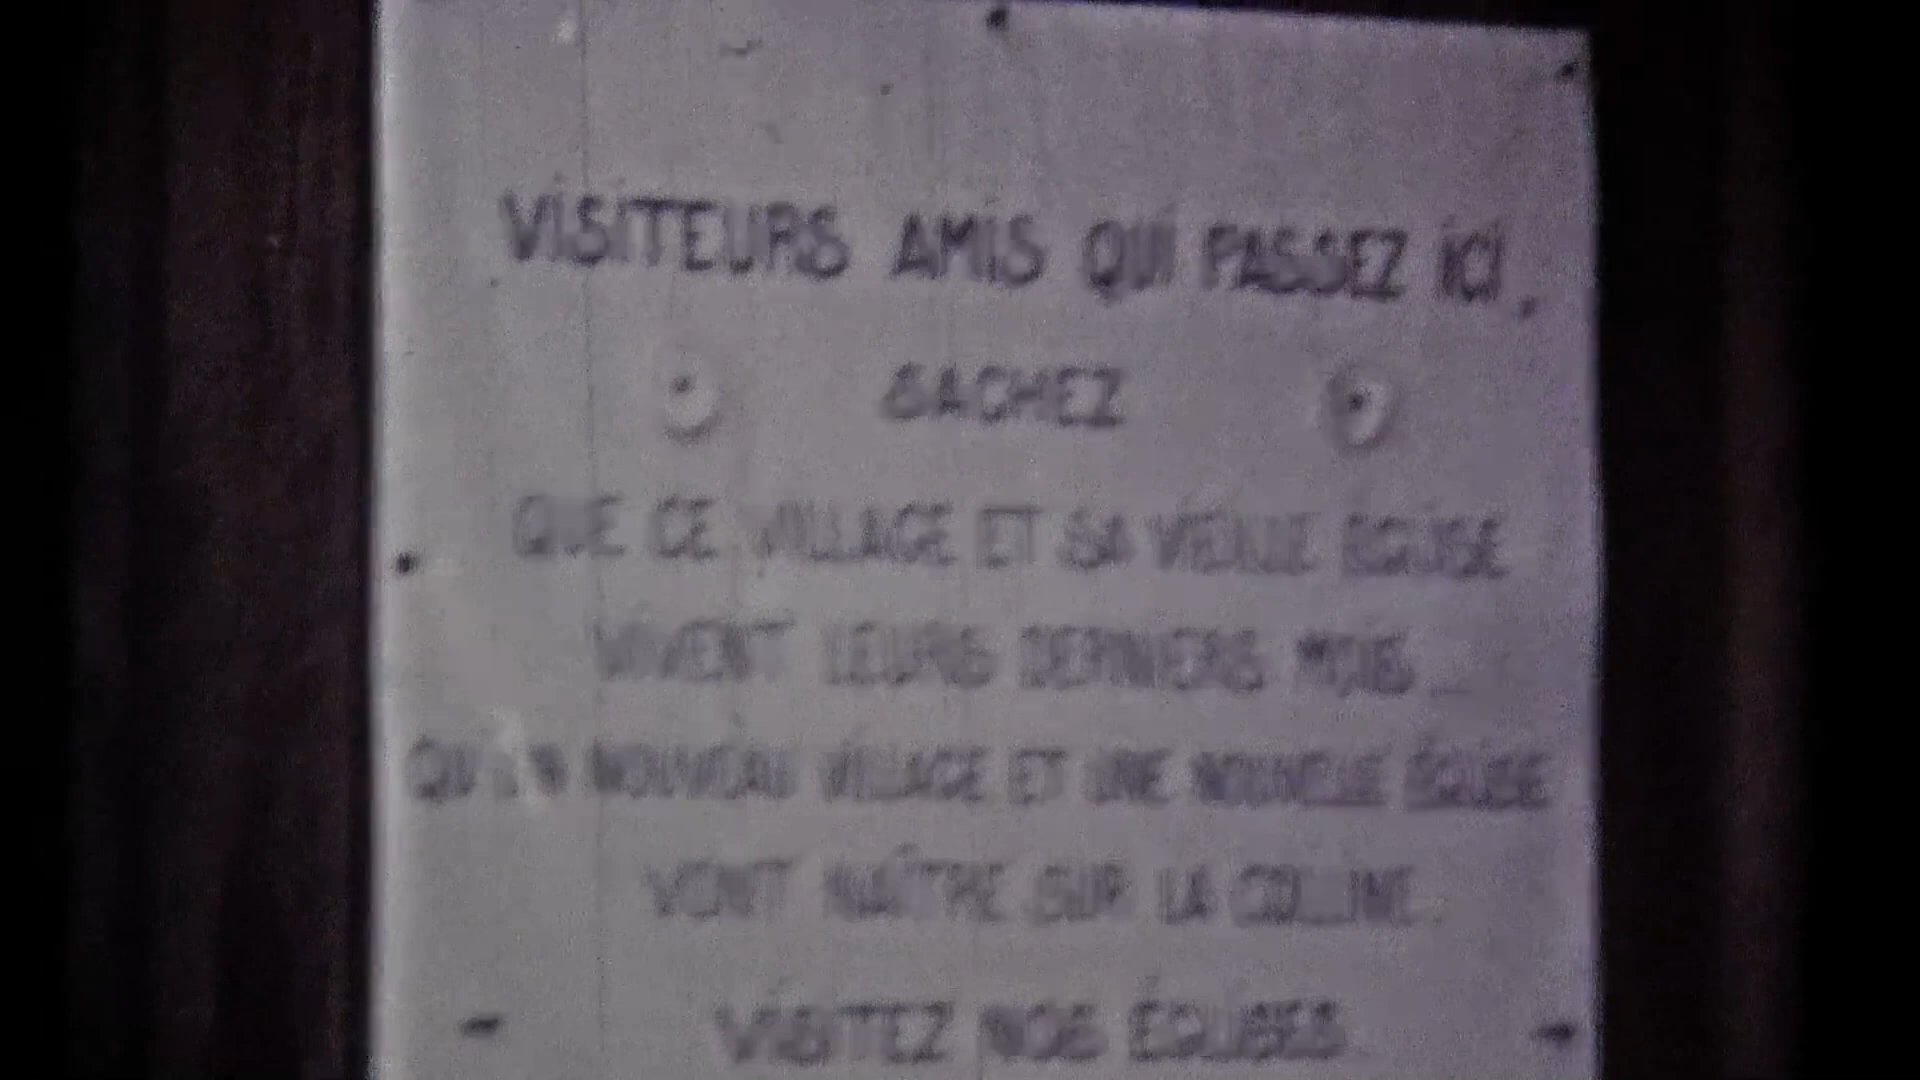 VISITEURS AMIS QUI PASSEZ ICI,
SACHEZ
QUE CE VILLAGE ET SA VIEILLE ÉGLISE
VIVENT LEURS DERNIERS MOIS...
QU'UN NOUVEAU VILLAGE ET UNE NOUVELLE ÉGLISE
VONT NAÎTRE SUR LA COLLINE.
VISITEZ NOS ÉGLISES